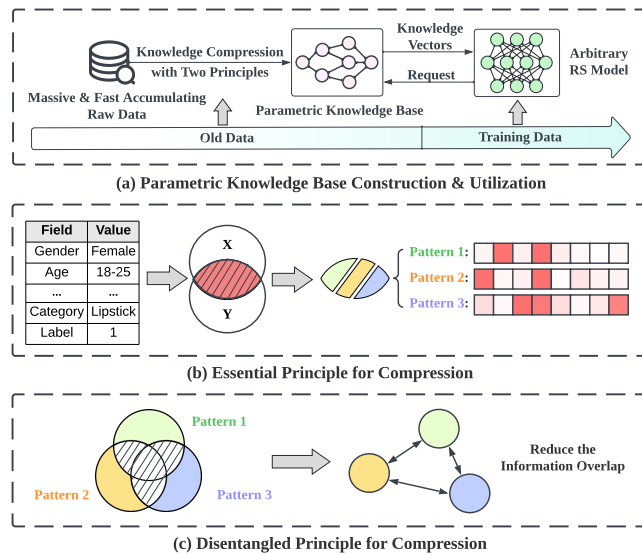 Knowledge Compression
with Two Principles
Knowledge
Vectors
Request
Arbitrary
RS Model
Massive & Fast Accumulating
Raw Data
Parametric Knowledge Base
Old Data
Training Data
(a) Parametric Knowledge Base Construction & Utilization
Field Value
Gender Female
Age 18-25
... ...
Category Lipstick
Label 1
X
Y
Pattern 1:
Pattern 2:
Pattern 3:
(b) Essential Principle for Compression
Pattern 1
Pattern 2
Pattern 3
Reduce the
Information Overlap
(c) Disentangled Principle for Compression